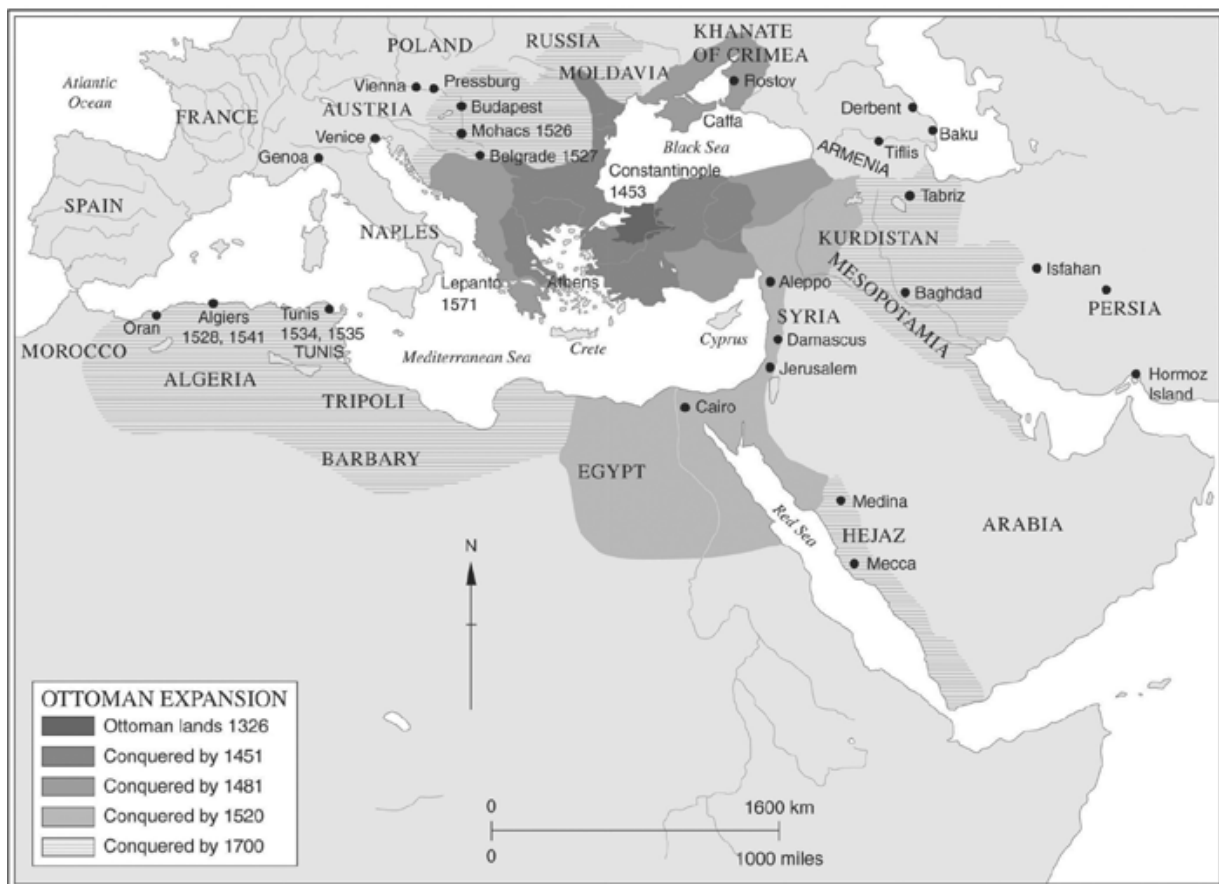 KHANATE
OF CRIMEA
POLAND
RUSSIA
MOLDAVIA
Atlantic
Ocean
Vienna
Pressburg
Rostov
FRANCE
AUSTRIA
Budapest
Derbent
Mohacs 1526
Caffa
Black Sea
Baku
Venice
Genoa
Belgrade 1527
ARMENIA
Tiflis
Constantinople
1453
SPAIN
Tabriz
NAPLES
KURDISTAN
Lepanto
1571
Athens
MESOPOTAMIA
Isfahan
Aleppo
Baghdad
PERSIA
Oran
Algiers
1528, 1541
Tunis
1534, 1535
TUNIS
SYRIA
MOROCCO
Mediterranean Sea
Crete
Cyprus
Damascus
Jerusalem
ALGERIA
Hormoz
Island
TRIPOLI
Cairo
BARBARY
EGYPT
Medina
Red Sea
HEJAZ
ARABIA
Mecca
N
OTTOMAN EXPANSION
Ottoman lands 1326
Conquered by 1451
Conquered by 1481
Conquered by 1520
Conquered by 1700
0 1600 km
0 1000 miles